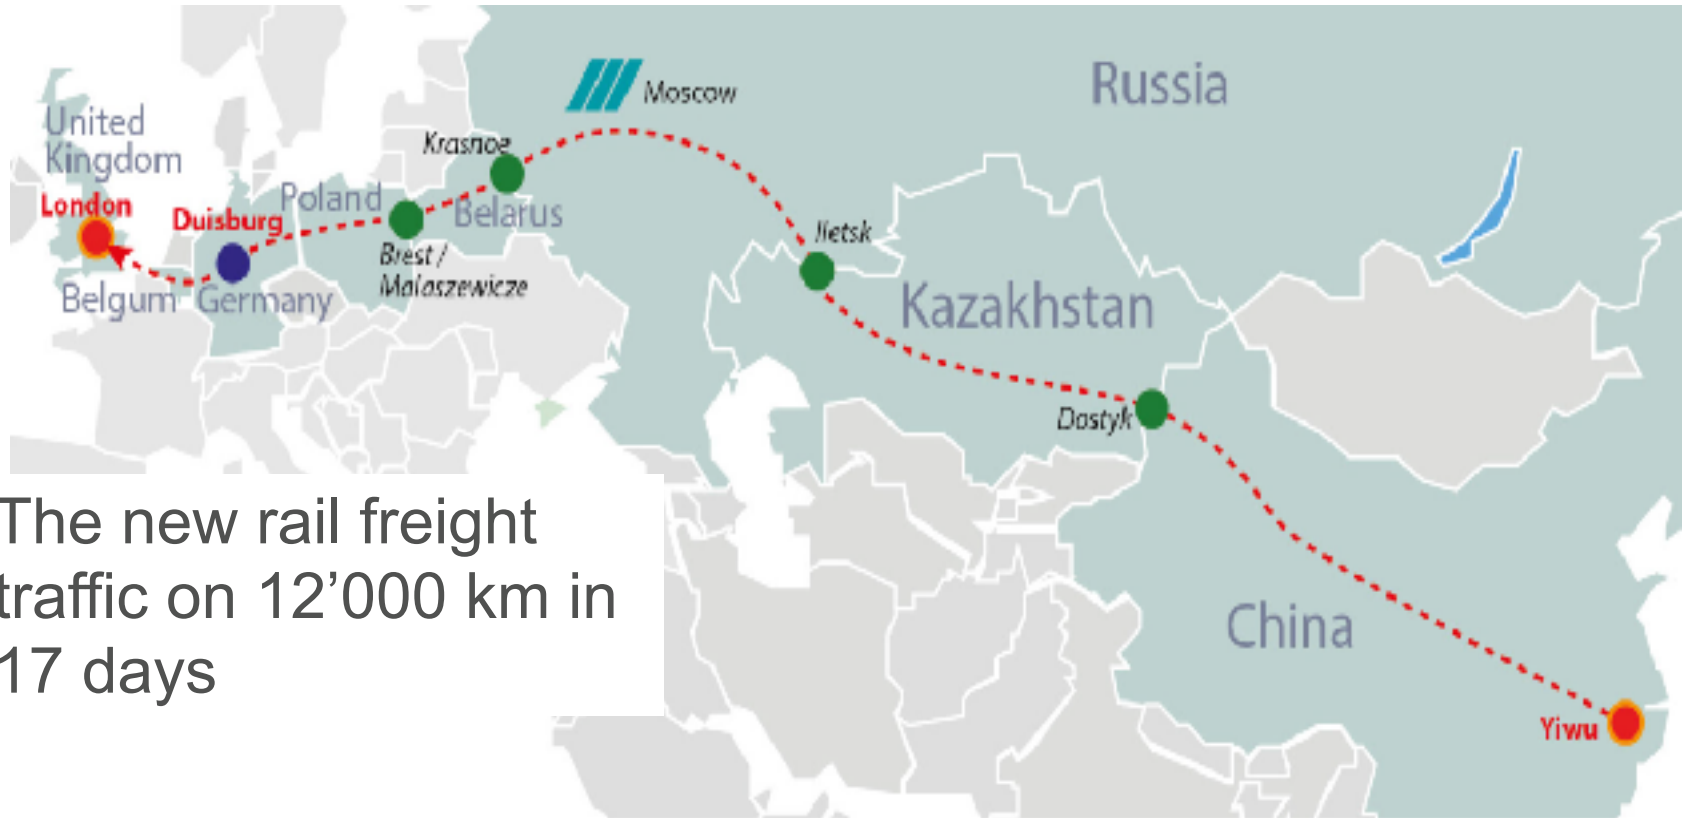 Russia
Moscow
United
Kingdom
Krasnoe
London
Poland
Duisburg
Belarus
Iletsk
Brest /
Malaszewicze
Belgum
Germany
Kazakhstan
Dostyk
The new rail freight
traffic on 12’000 km in
17 days
China
Yiwu